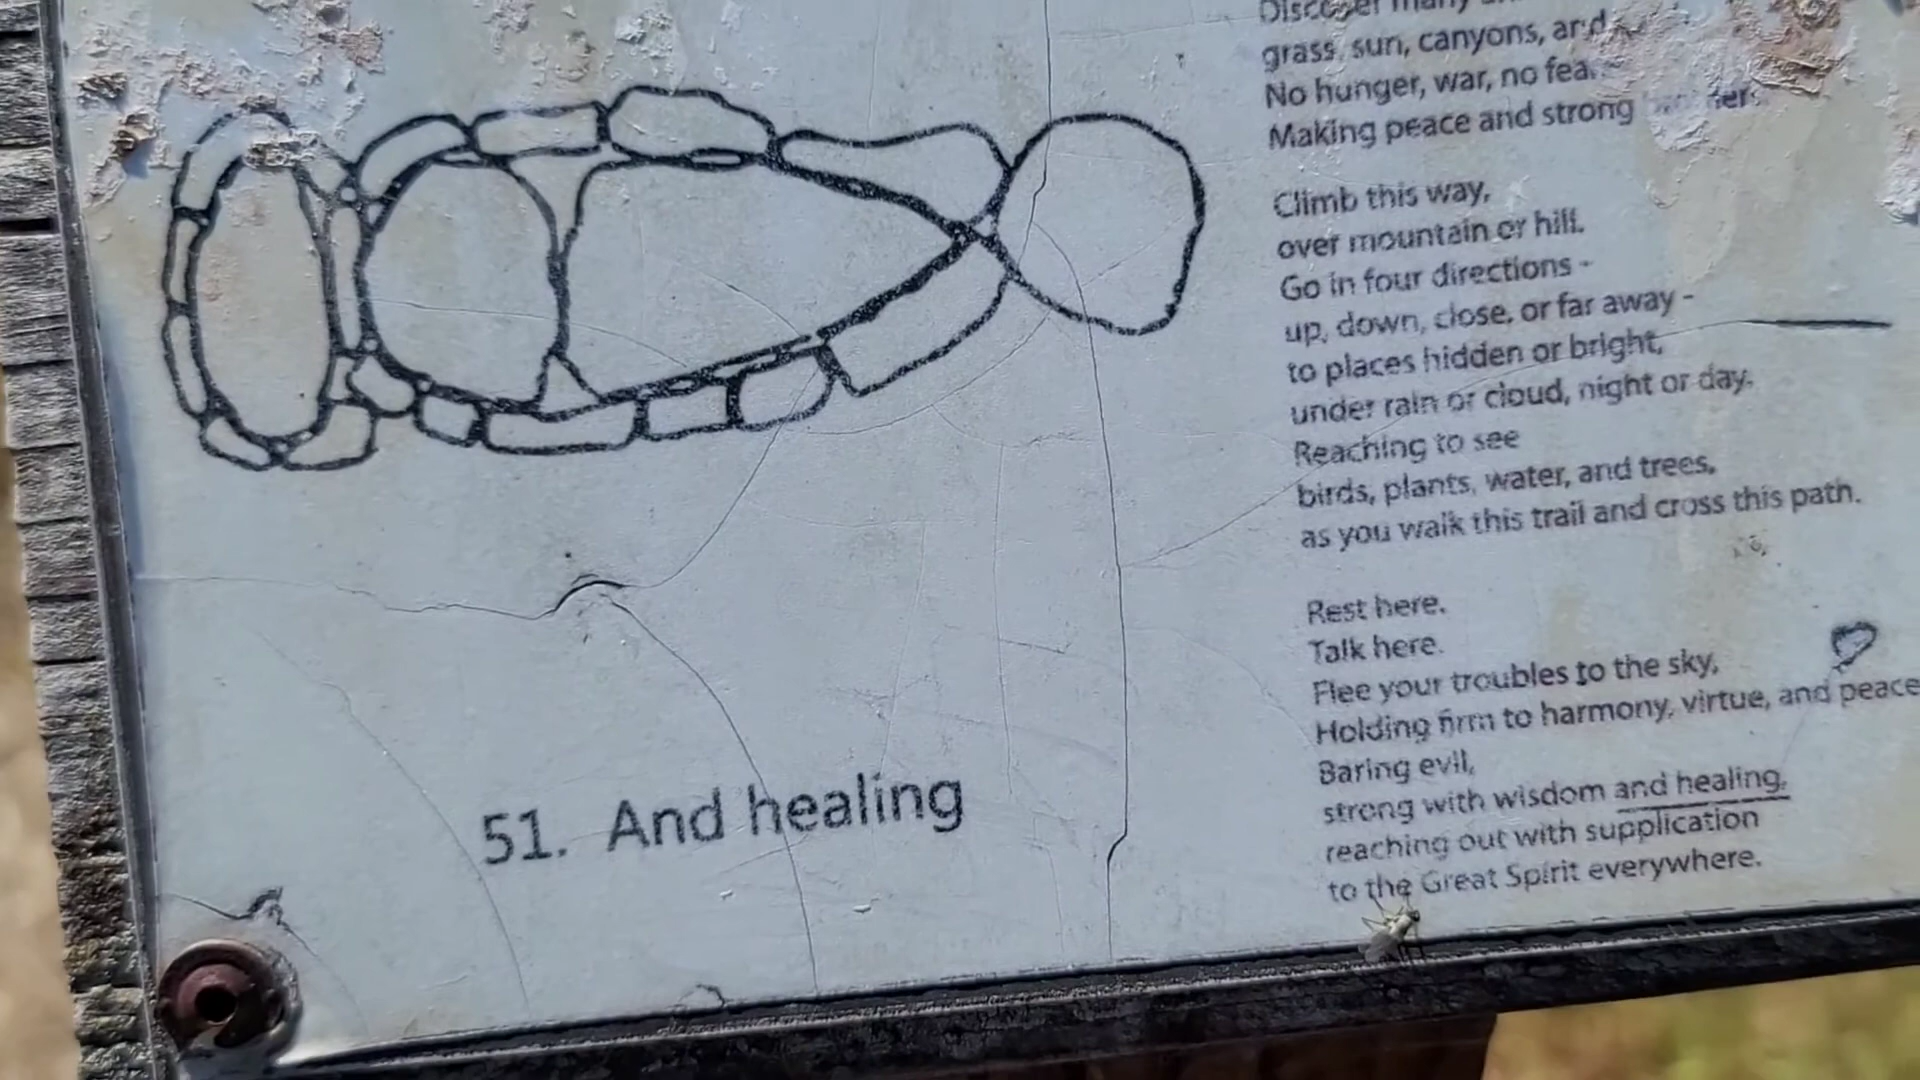 51. And healing
Discover many
grass, sun, canyons, and
No hunger, war, no fea
Making peace and strong
Climb this way,
over mountain or hill.
Go in four directions -
up, down, close, or far away -
to places hidden or bright,
under rain or cloud, night or day.
Reaching to see
birds, plants, water, and trees,
as you walk this trail and cross this path.
Rest here.
Talk here.
Flee your troubles to the sky,
Holding firm to harmony, virtue, and peace
Baring evil,
strong with wisdom and healing,
reaching out with supplication
to the Great Spirit everywhere.